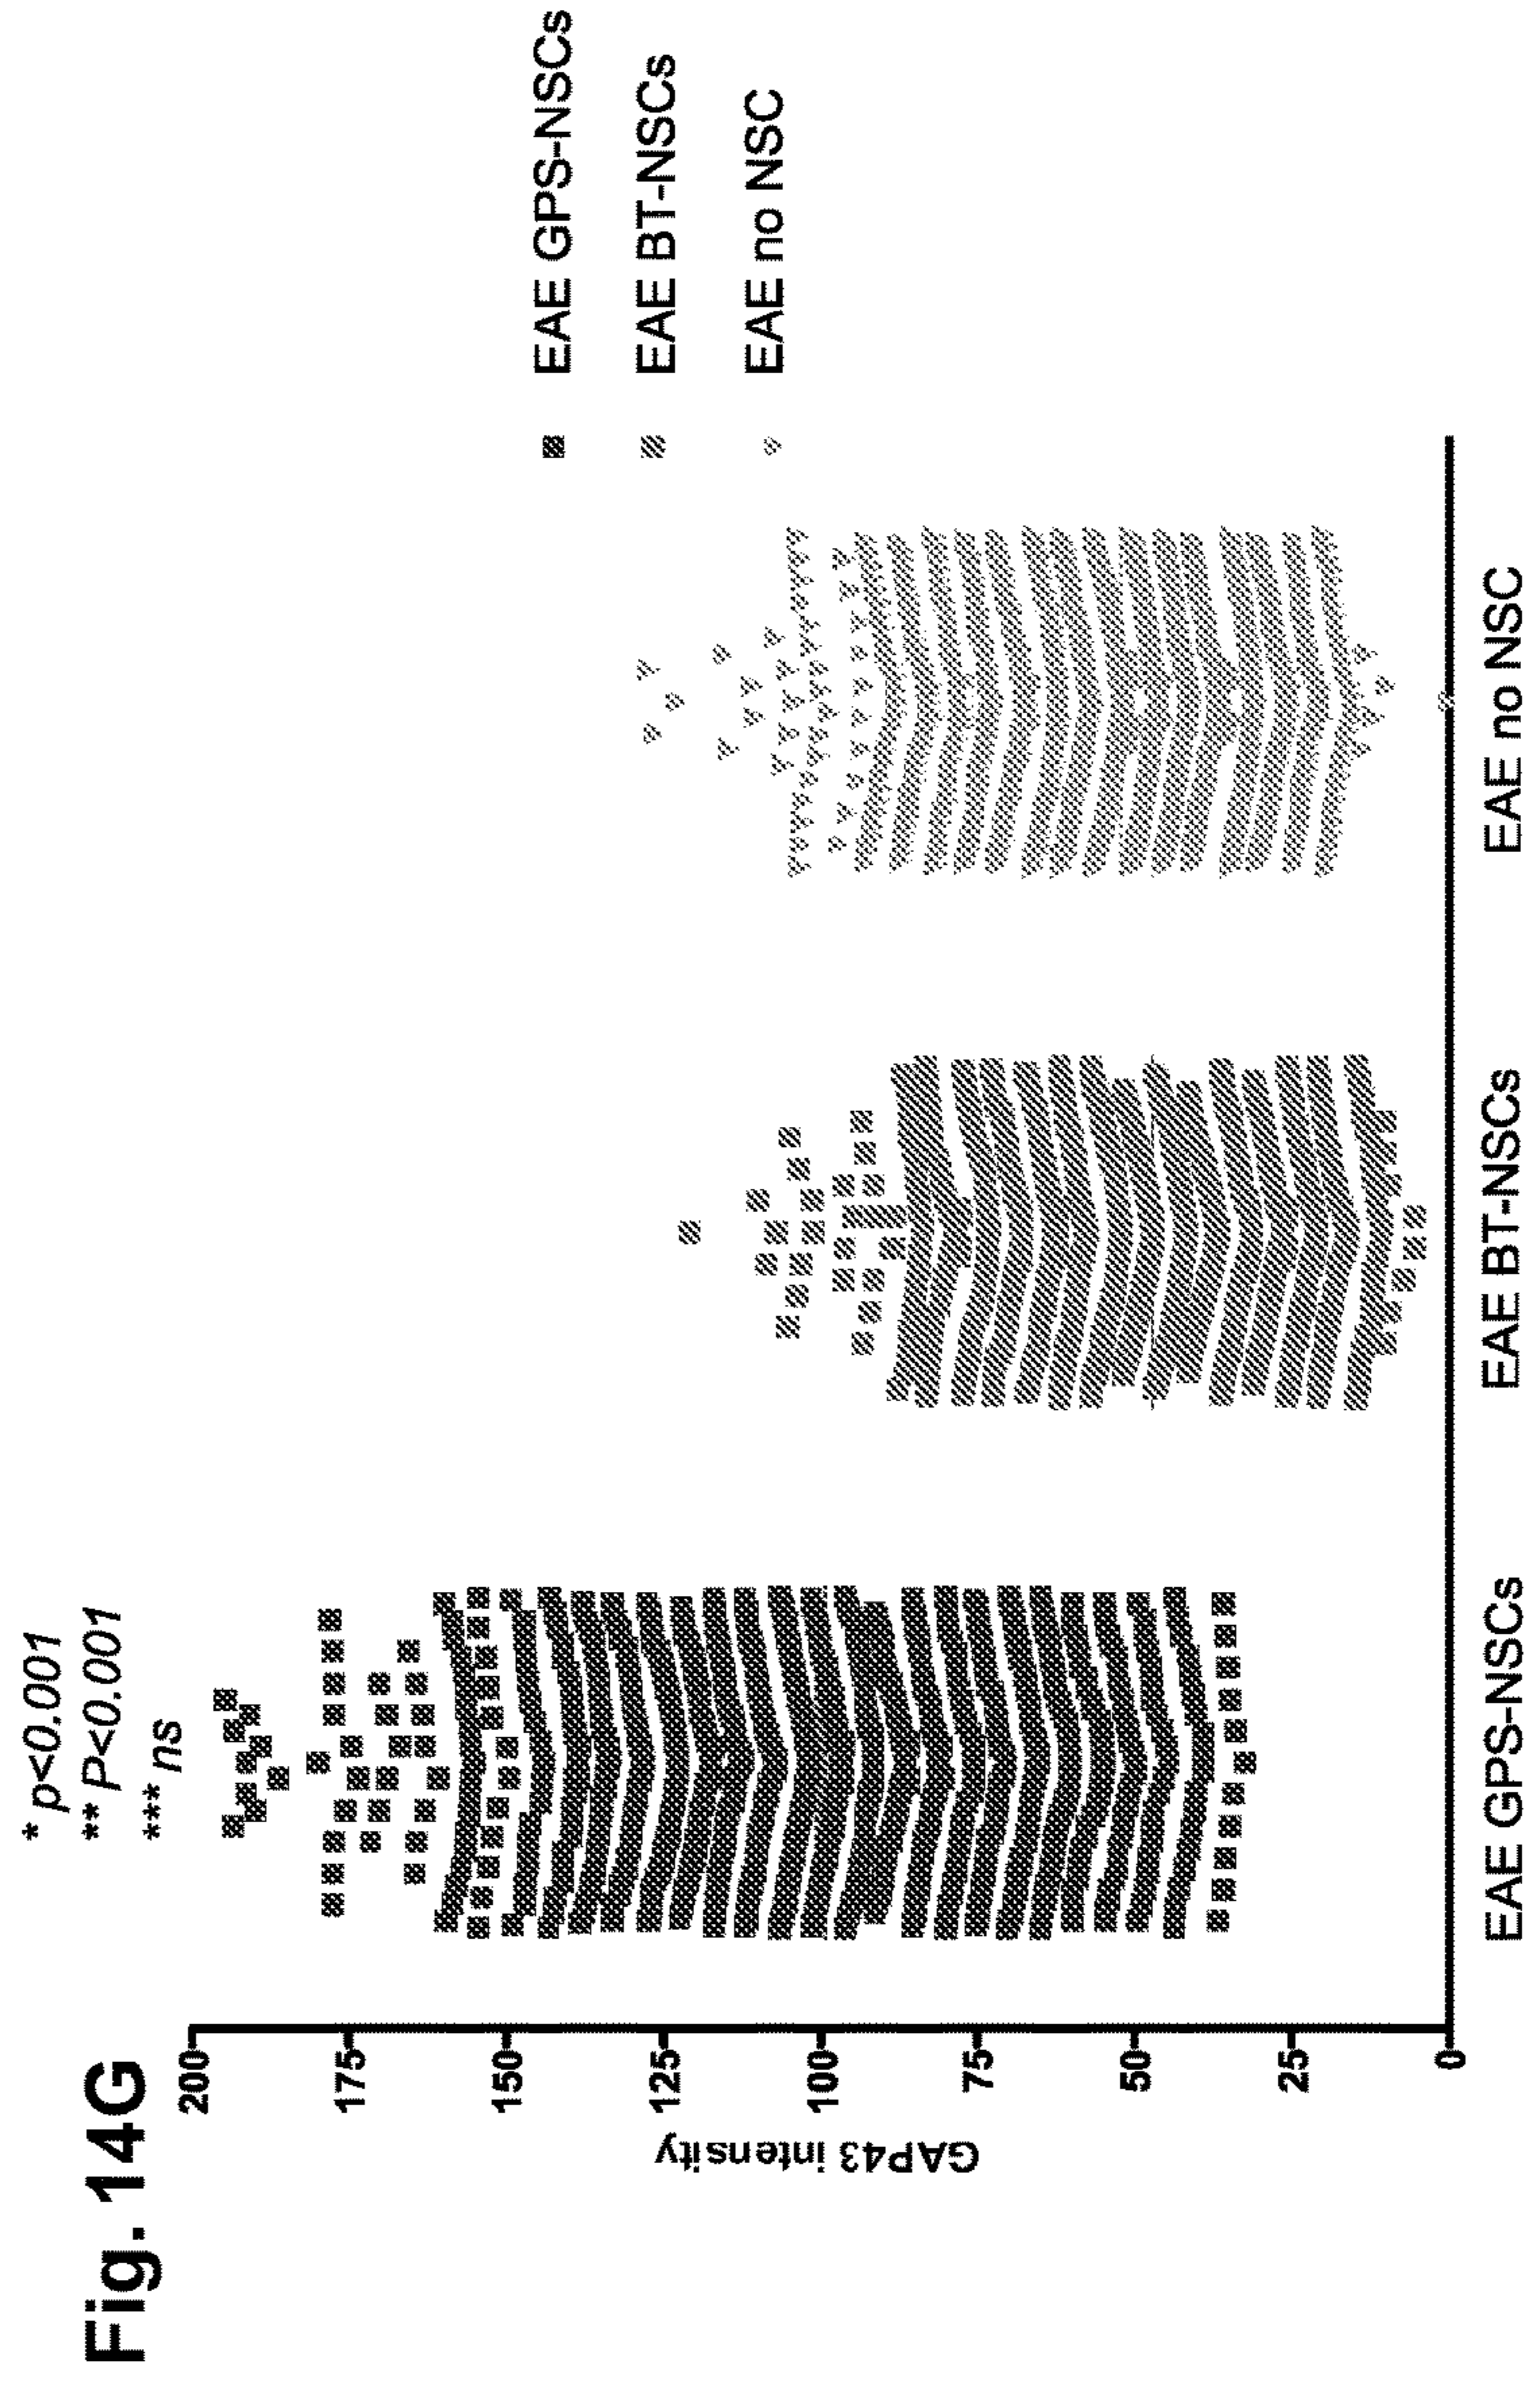 Fig. 14G
* p<0.001
** P<0.001
*** ns
GAP43 intensity
200
175
150
125
100
75
50
25
0
EAE GPS-NSCs
EAE BT-NSCs
EAE no NSC
EAE GPS-NSCs
EAE BT-NSCs
EAE no NSC